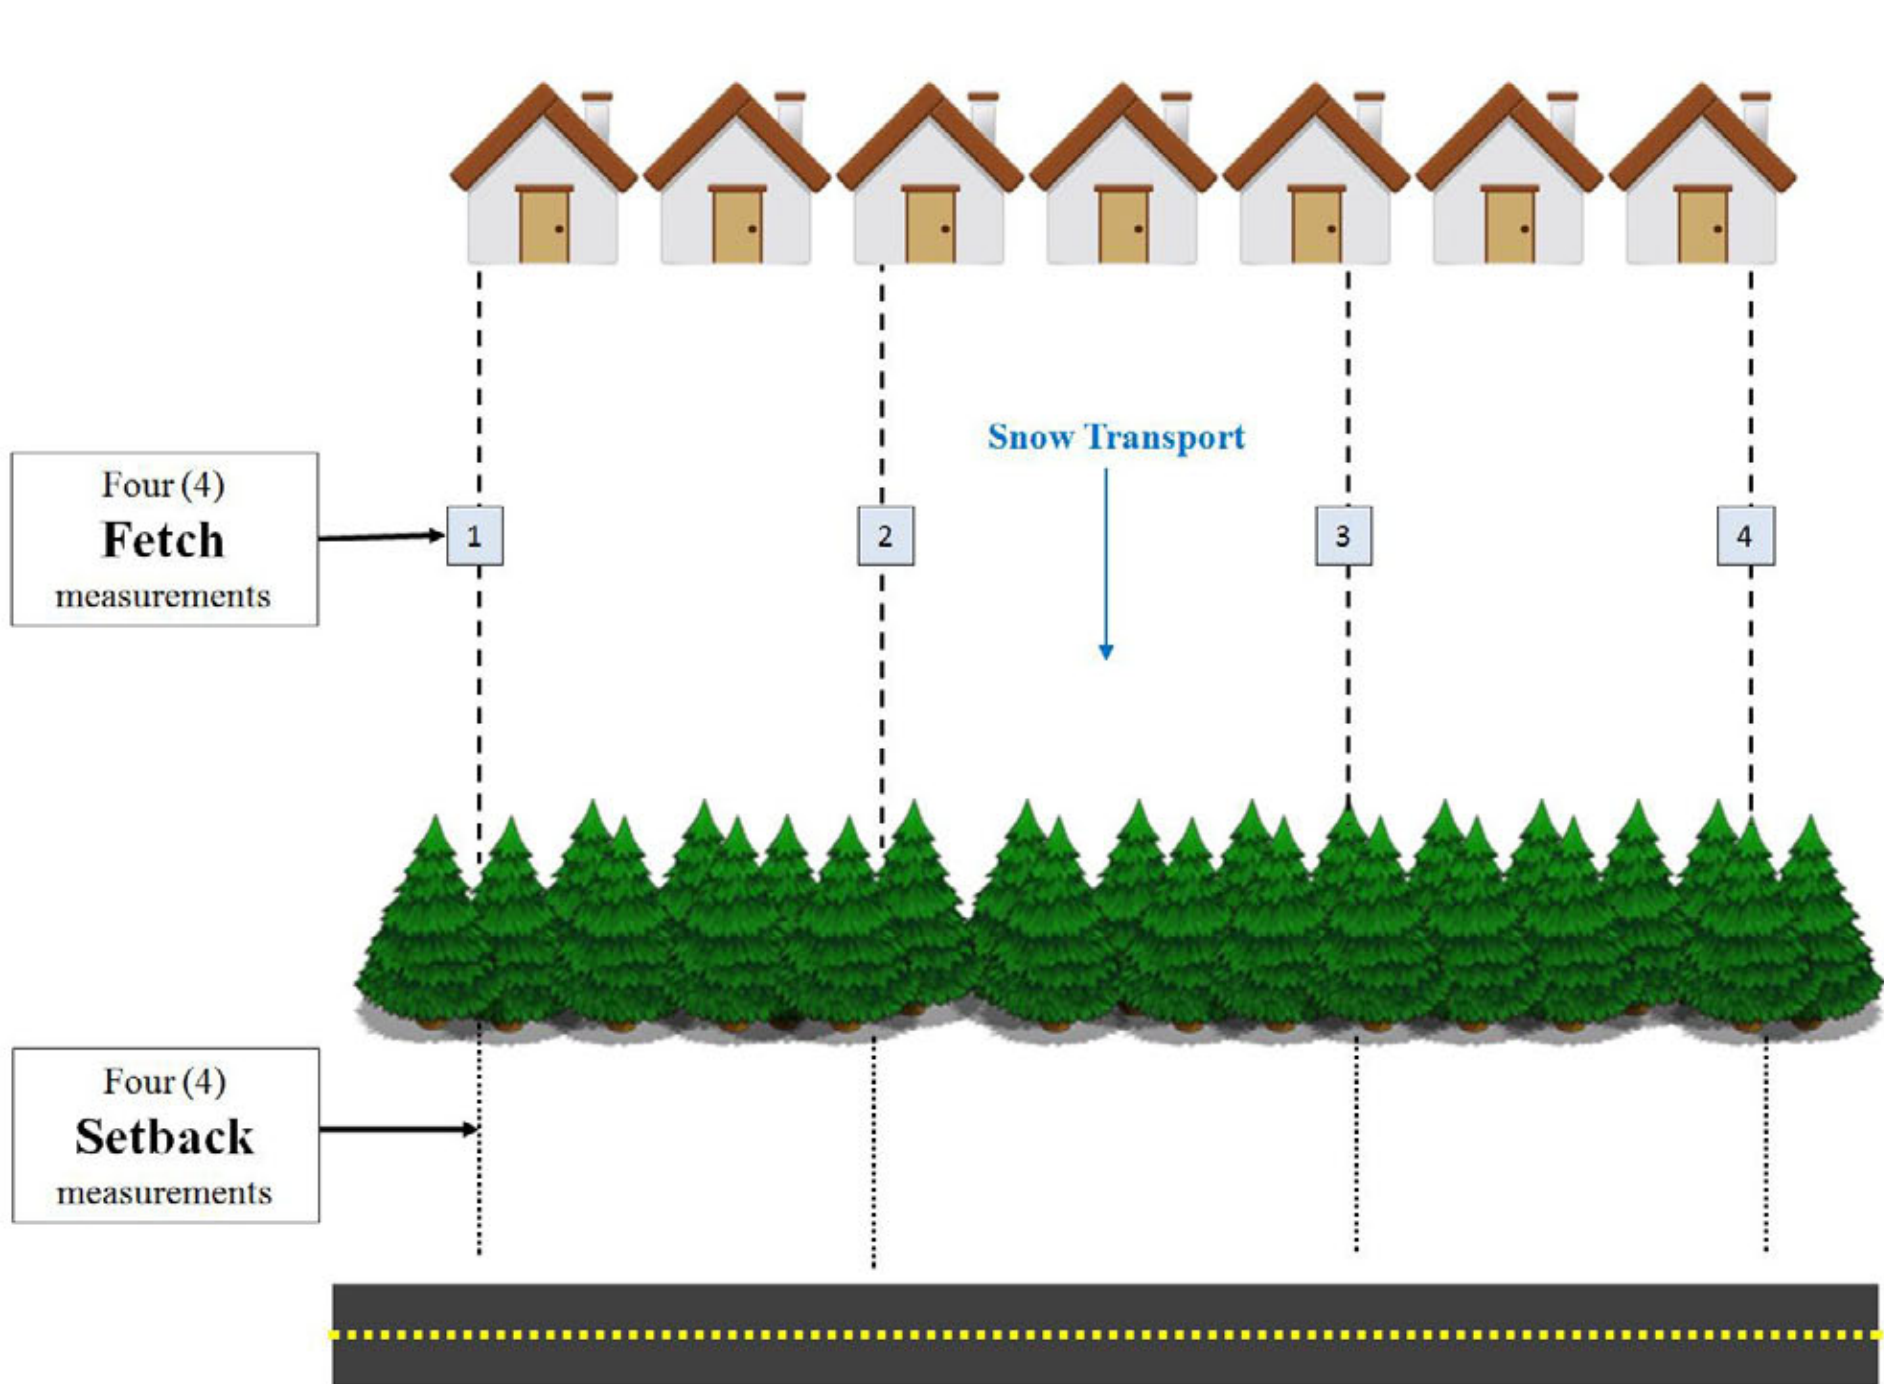 Snow Transport
Four (4)
Fetch
measurements
1
2
3
4
Four (4)
Setback
measurements